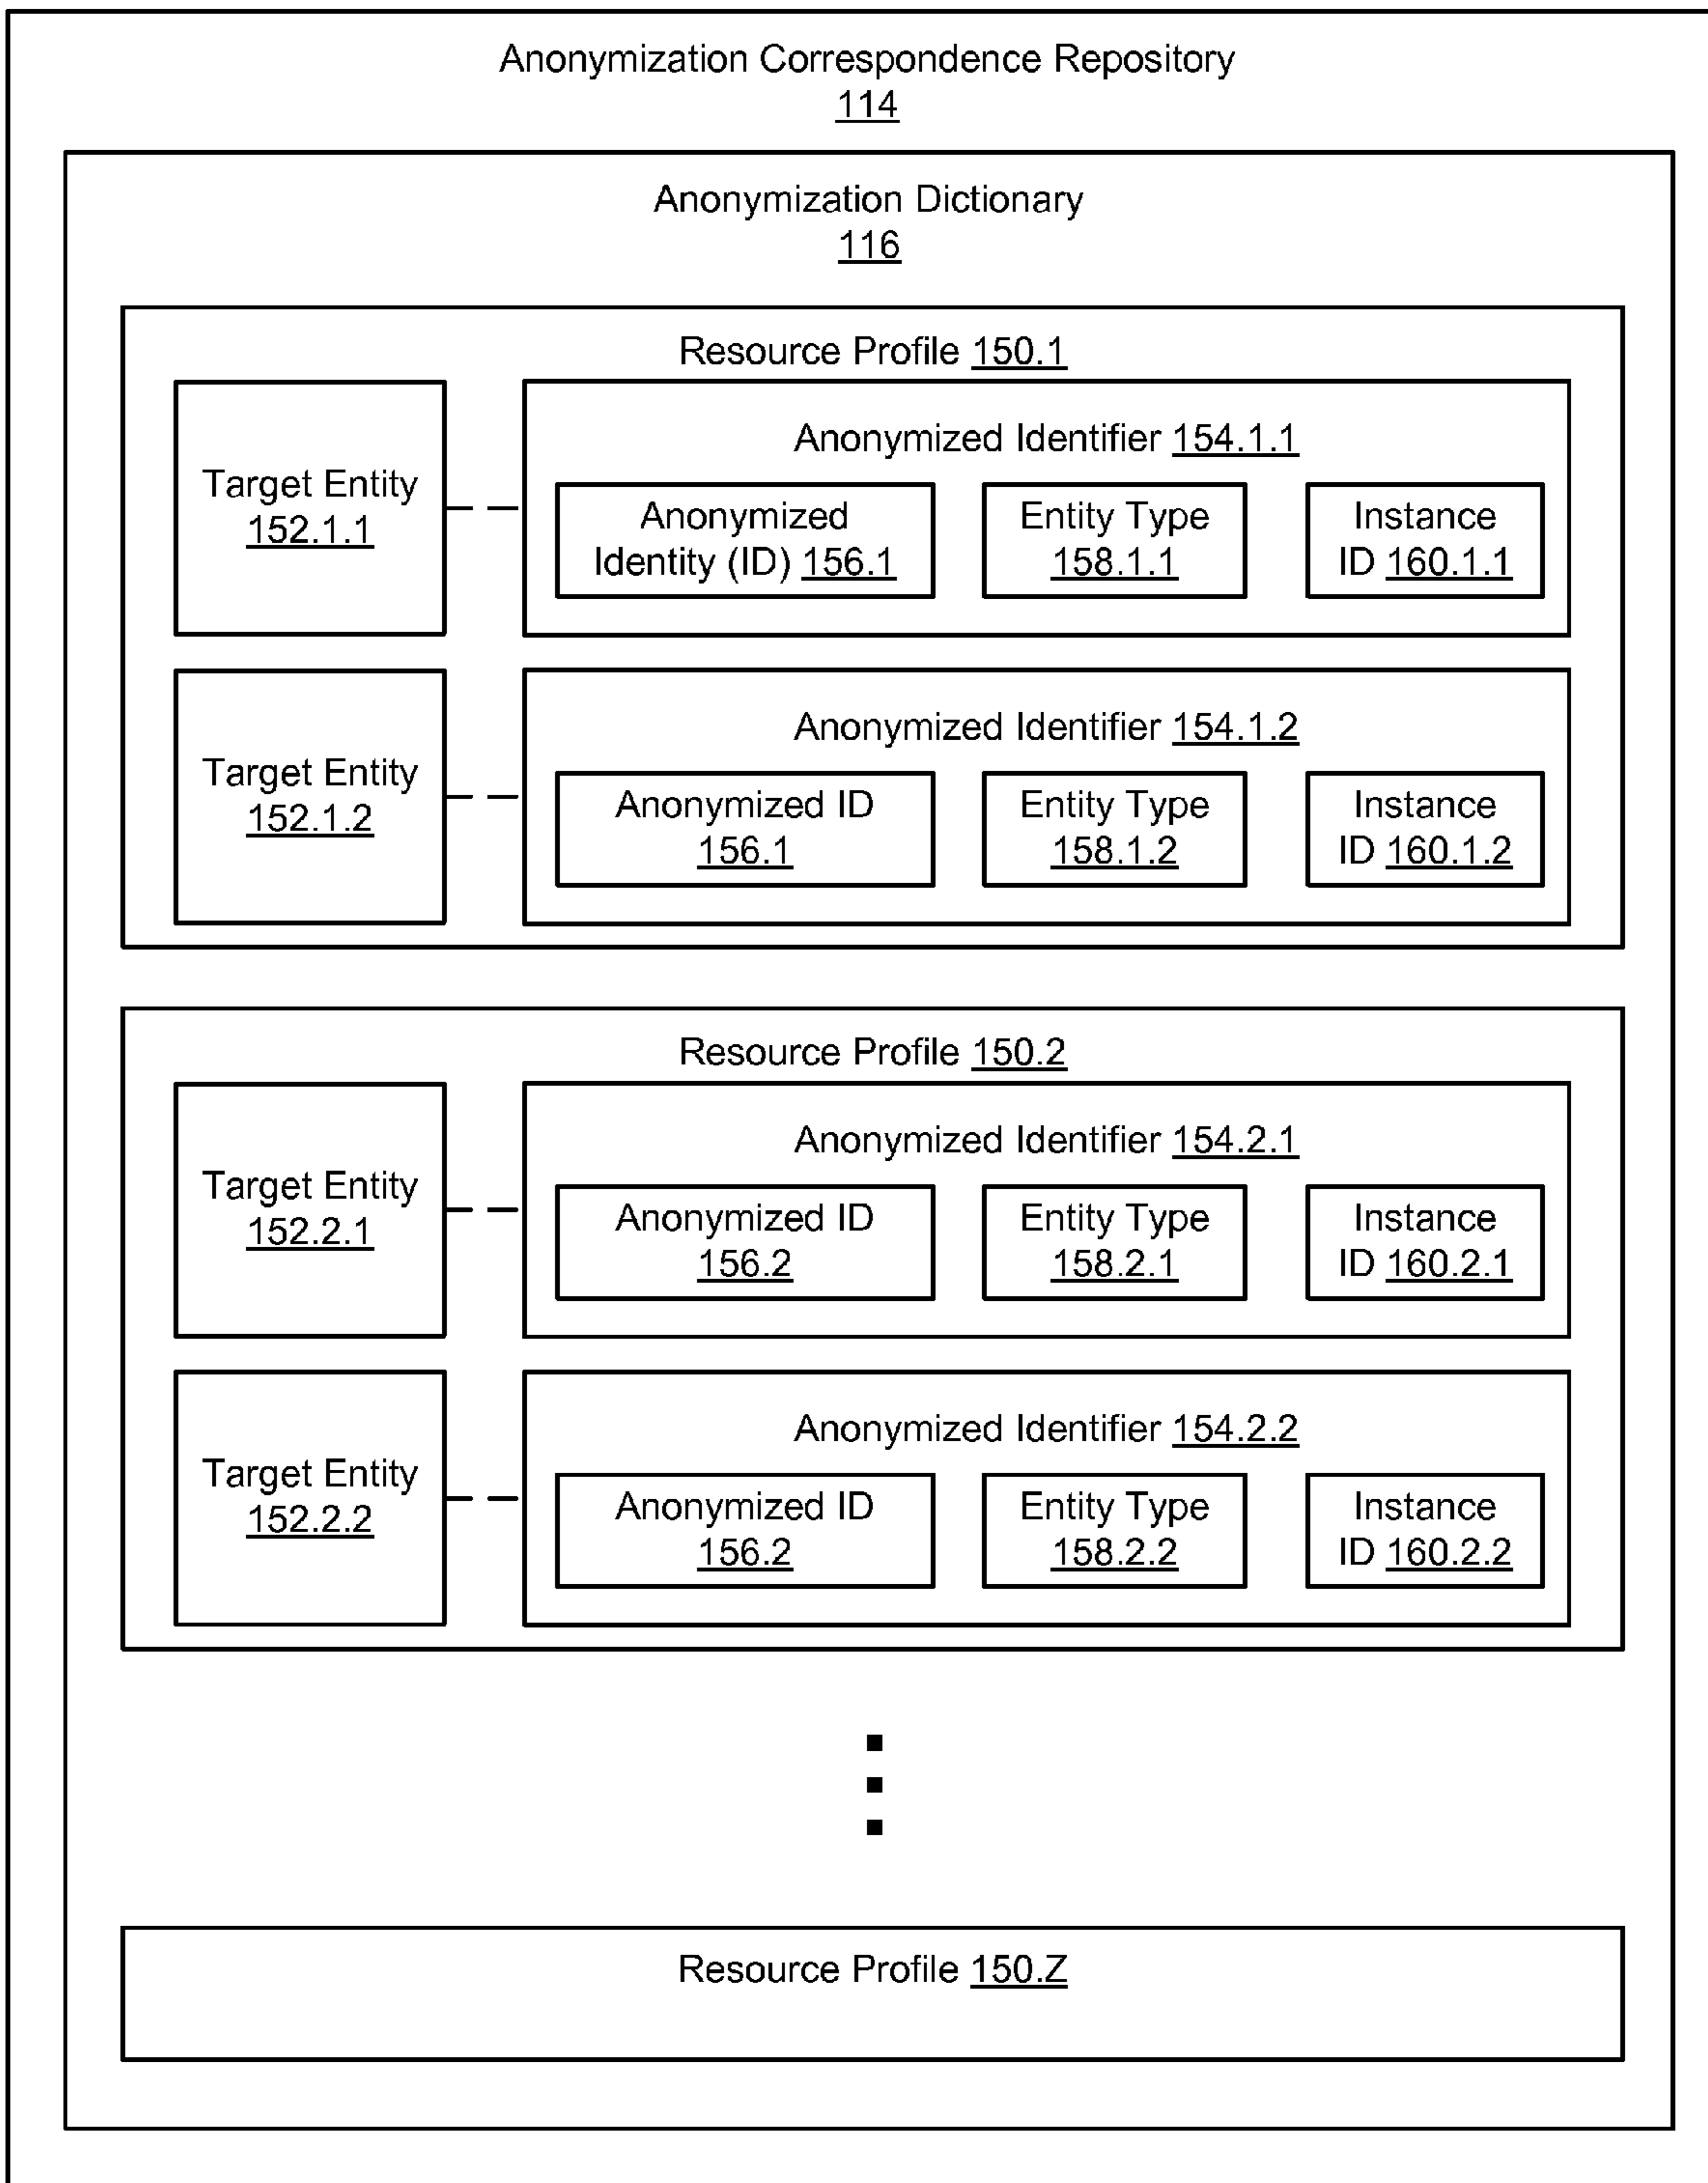 Anonymization Correspondence Repository
114
Anonymization Dictionary
116
Resource Profile 150.1
Target Entity
152.1.1
Anonymized Identifier 154.1.1
Anonymized
Identity (ID) 156.1
Entity Type
158.1.1
Instance
ID 160.1.1
Target Entity
152.1.2
Anonymized Identifier 154.1.2
Anonymized ID
156.1
Entity Type
158.1.2
Instance
ID 160.1.2
Resource Profile 150.2
Target Entity
152.2.1
Anonymized Identifier 154.2.1
Anonymized ID
156.2
Entity Type
158.2.1
Instance
ID 160.2.1
Target Entity
152.2.2
Anonymized Identifier 154.2.2
Anonymized ID
156.2
Entity Type
158.2.2
Instance
ID 160.2.2
Resource Profile 150.Z